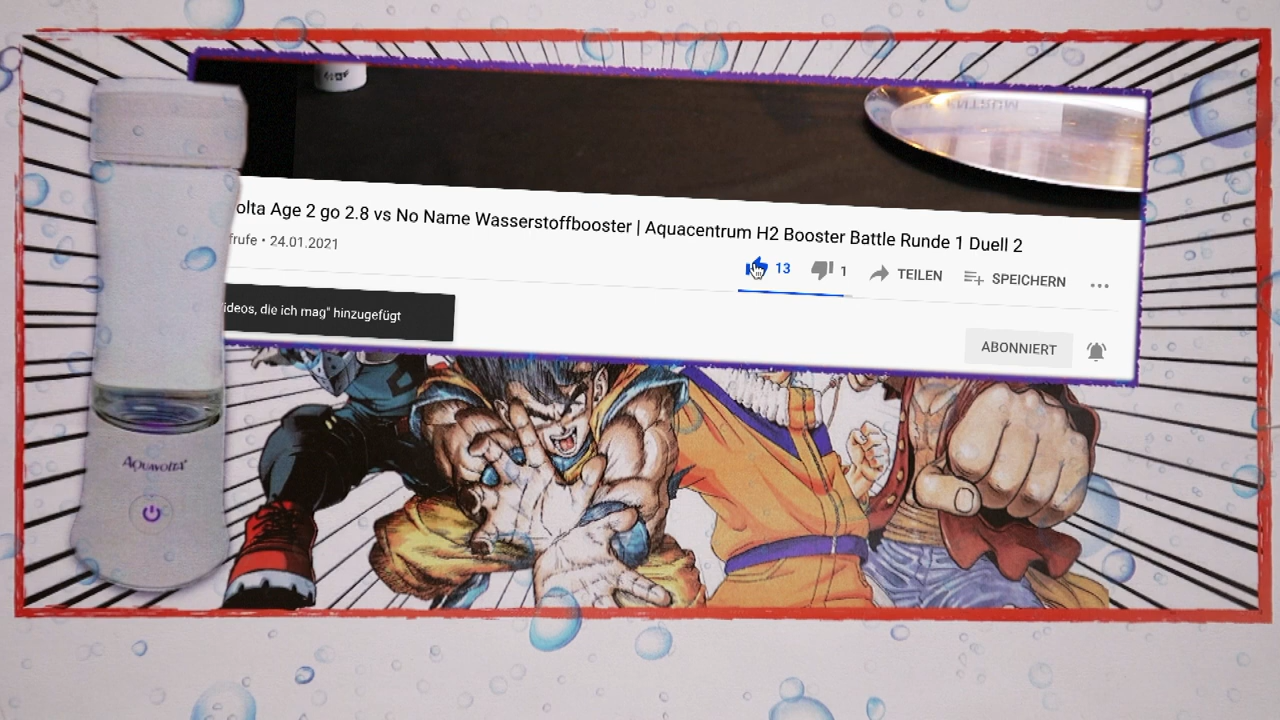 olta Age 2 go 2.8 vs No Name Wasserstoffbooster | Aquacentrum H2 Booster Battle Runde 1 Duell 2
frufe • 24.01.2021
13 1 TEILEN SPEICHERN
ideos, die ich mag" hinzugefügt
ABONNIERT
AQUAVOLTA